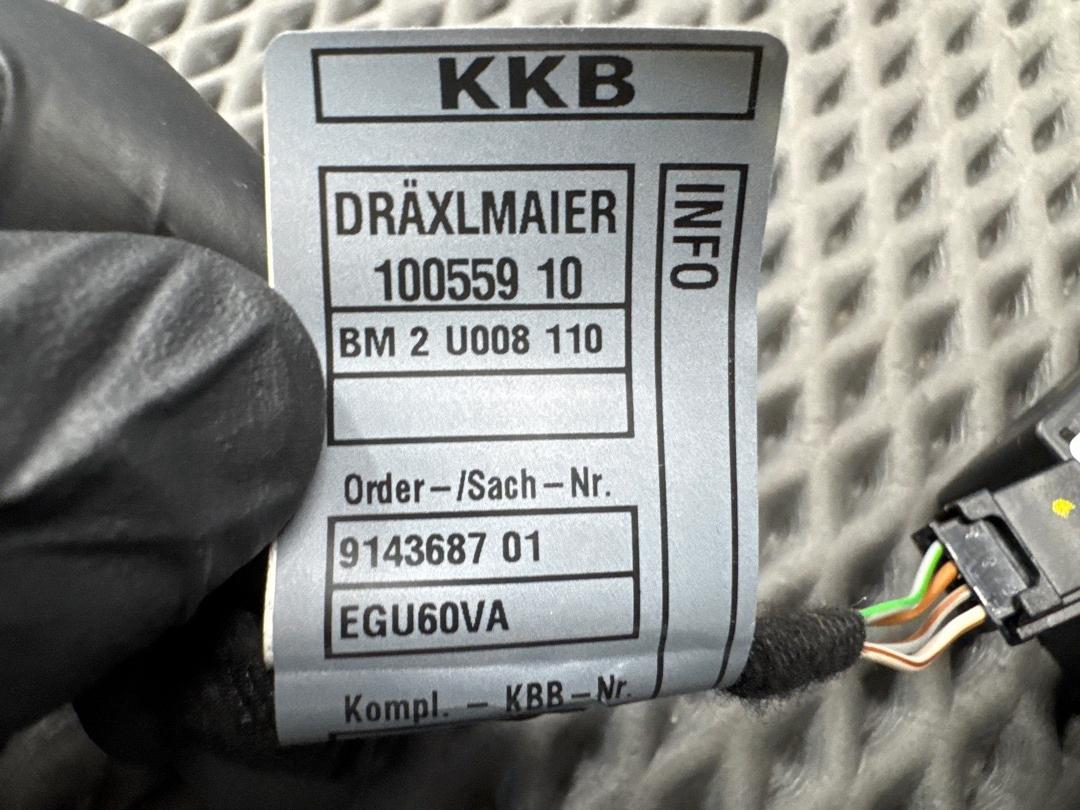 KKB
DRÄXLMAIER
100559 10
BM 2 U008 110
INFO
Order-/Sach-Nr.
9143687 01
EGU60VA
Kompl. - KBB-Nr.